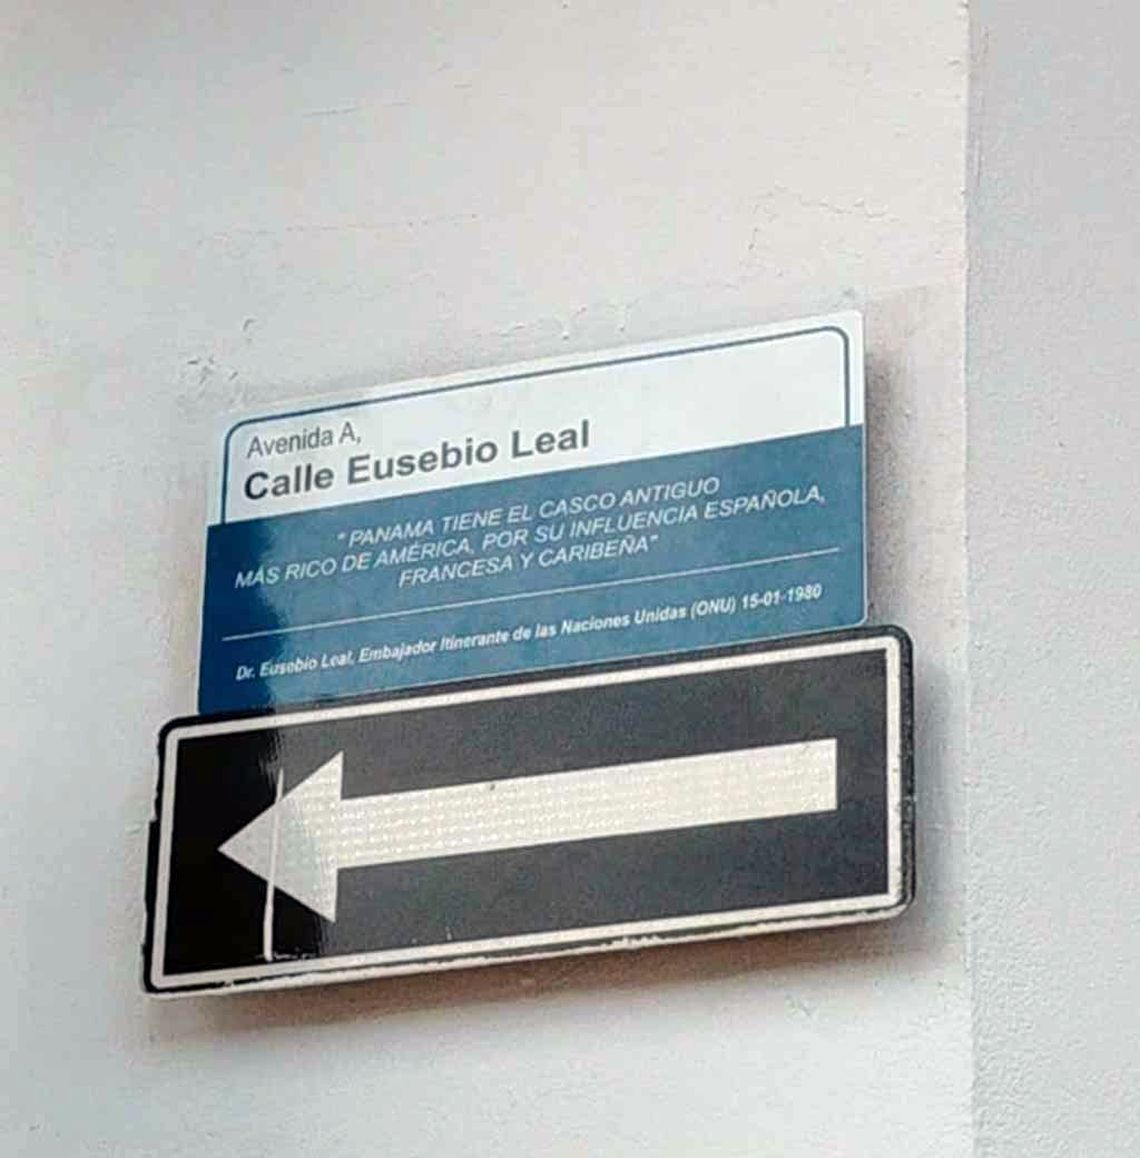 Avenida A,
Calle Eusebio Leal
"PANAMA TIENE EL CASCO ANTIGUO
MÁS RICO DE AMÉRICA, POR SU INFLUENCIA ESPAÑOLA,
FRANCESA Y CARIBEÑA"
Dr. Eusebio Leal, Embajador Itinerante de las Naciones Unidas (ONU) 15-01-1980